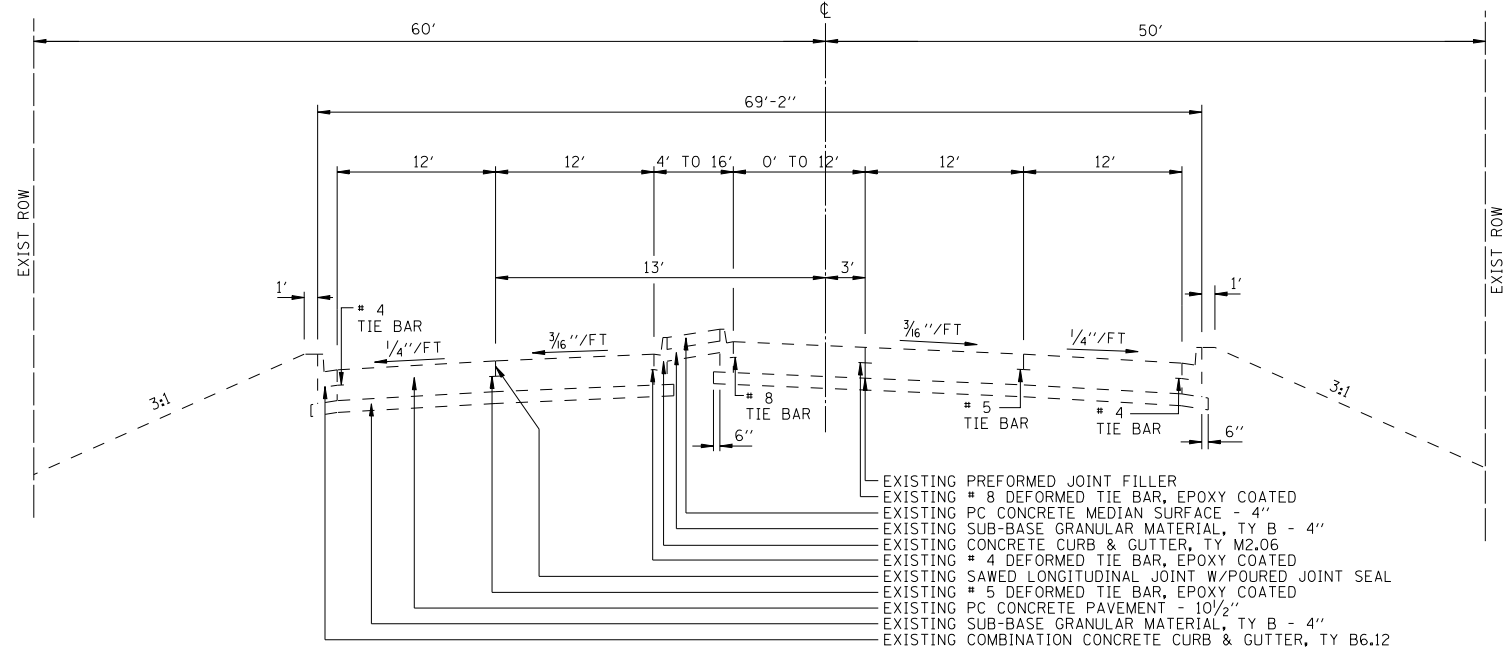 ℄
60'
50'
69'-2''
12'
12'
4' TO 16'
0' TO 12'
12'
12'
EXIST ROW
EXIST ROW
13'
3'
1'
1'
# 4
TIE BAR
1/4''/FT
3/16''/FT
3/16''/FT
1/4''/FT
3:1
3:1
# 8
TIE BAR
# 5
TIE BAR
# 4
TIE BAR
6''
6''
EXISTING PREFORMED JOINT FILLER
EXISTING # 8 DEFORMED TIE BAR, EPOXY COATED
EXISTING PC CONCRETE MEDIAN SURFACE - 4''
EXISTING SUB-BASE GRANULAR MATERIAL, TY B - 4''
EXISTING CONCRETE CURB & GUTTER, TY M2.06
EXISTING # 4 DEFORMED TIE BAR, EPOXY COATED
EXISTING SAWED LONGITUDINAL JOINT W/POURED JOINT SEAL
EXISTING # 5 DEFORMED TIE BAR, EPOXY COATED
EXISTING PC CONCRETE PAVEMENT - 10 1/2''
EXISTING SUB-BASE GRANULAR MATERIAL, TY B - 4''
EXISTING COMBINATION CONCRETE CURB & GUTTER, TY B6.12